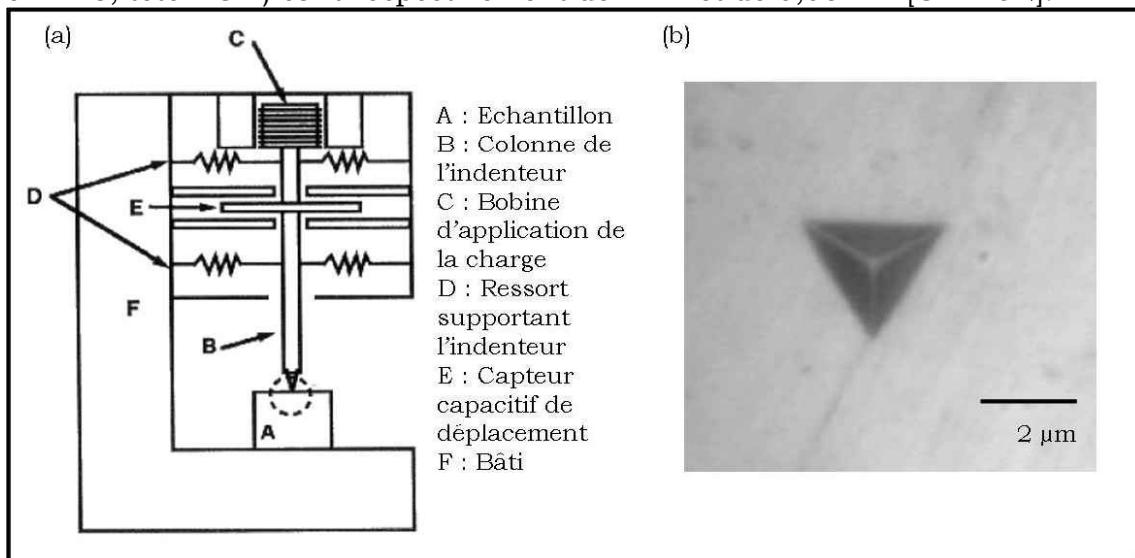 (a)
C
D
E
F
B
A
A : Echantillon
B : Colonne de
l'indenteur
C : Bobine
d'application de
la charge
D : Ressort
supportant
l'indenteur
E : Capteur
capacitif de
déplacement
F : Bâti
(b)
2 µm